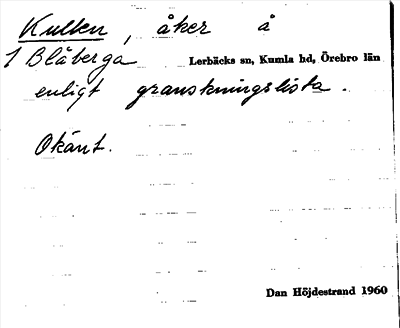 Kullen, åker å
1 Blåberga Lerbäcks sn, Kumla hd, Örebro län
enligt granskningslista.
Okänt.
Dan Höjdestrand 1960